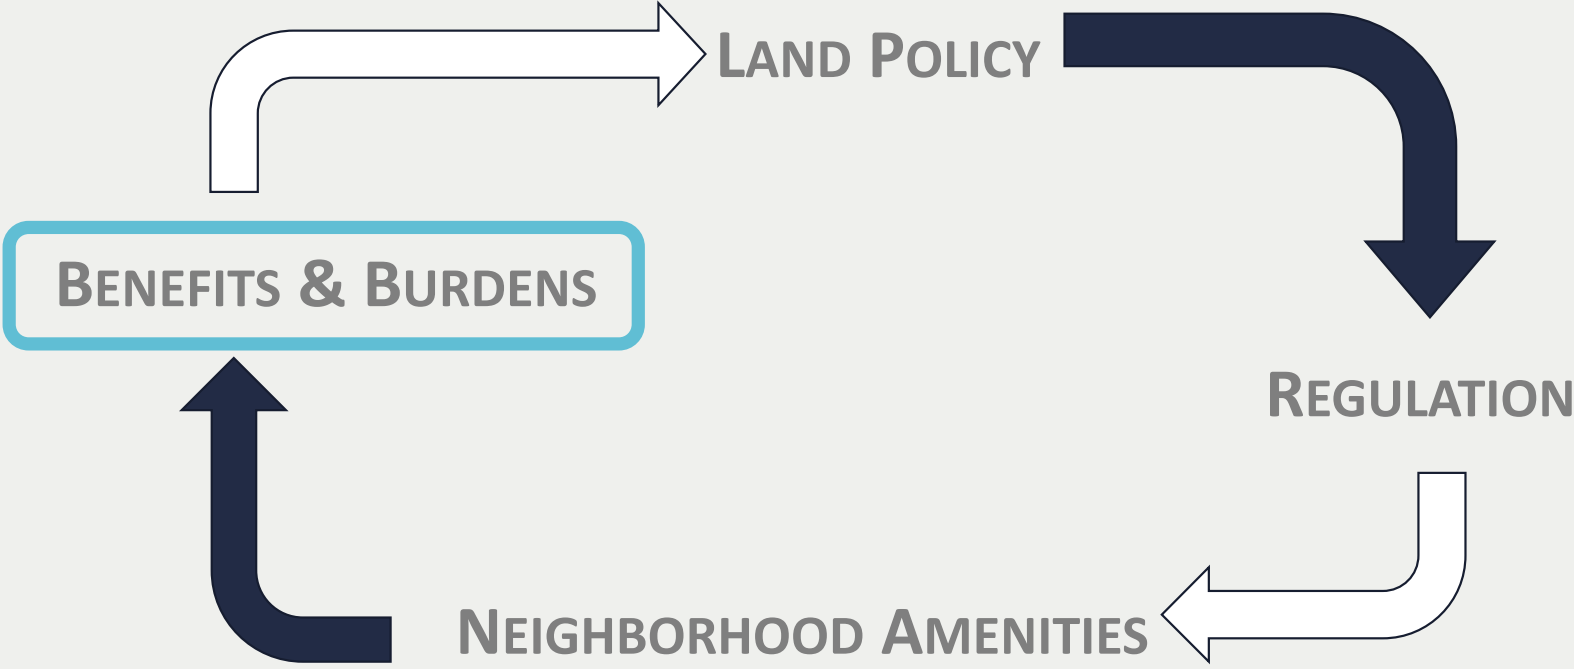 LAND POLICY
BENEFITS & BURDENS
REGULATION
NEIGHBORHOOD AMENITIES